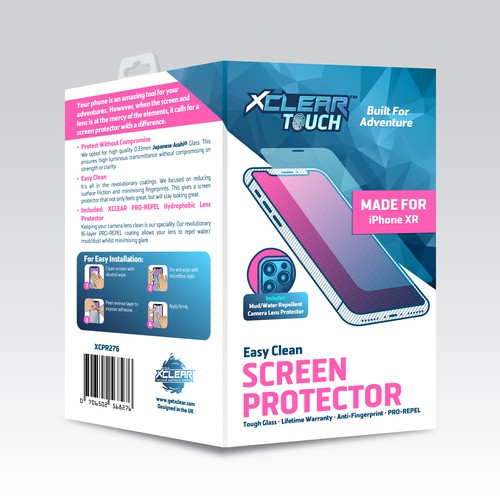 Your phone is an amazing tool for your
adventures. However, when the screen and
lens is at the mercy of the elements, it calls for a
screen protector with a difference.
• Protect Without Compromise
We opted for high quality 0.33mm Japanese Asahi® Glass. This
ensures high luminous transmittance without compromising on
strength or clarity.
• Easy Clean
It's all in the revolutionary coatings. We focused on reducing
surface friction and minimising fingerprints. This gives a screen
protector that not only feels great, but will stay looking great.
• Included: XCLEAR PRO-REPEL Hydrophobic Lens
Protector
Keeping your camera lens clean is our speciality. Our revolutionary
16-layer PRO-REPEL coating allows your lens to repel water/
mud/dust whilst minimising glare.
For Easy Installation:
Clean screen with
alcohol wipe.
Dry and wipe with
microfibre cloth.
Peel reverse layer to
expose adhesive.
Apply firmly.
XCPR276
XCLEAR
www.getxclear.com
Designed in the UK
XCLEAR™
TOUCH
Built For
Adventure
MADE FOR
iPhone XR
Includes:
Mud/Water Repellent
Camera Lens Protector
Easy Clean
SCREEN
PROTECTOR
Tough Glass · Lifetime Warranty · Anti-Fingerprint · PRO-REPEL